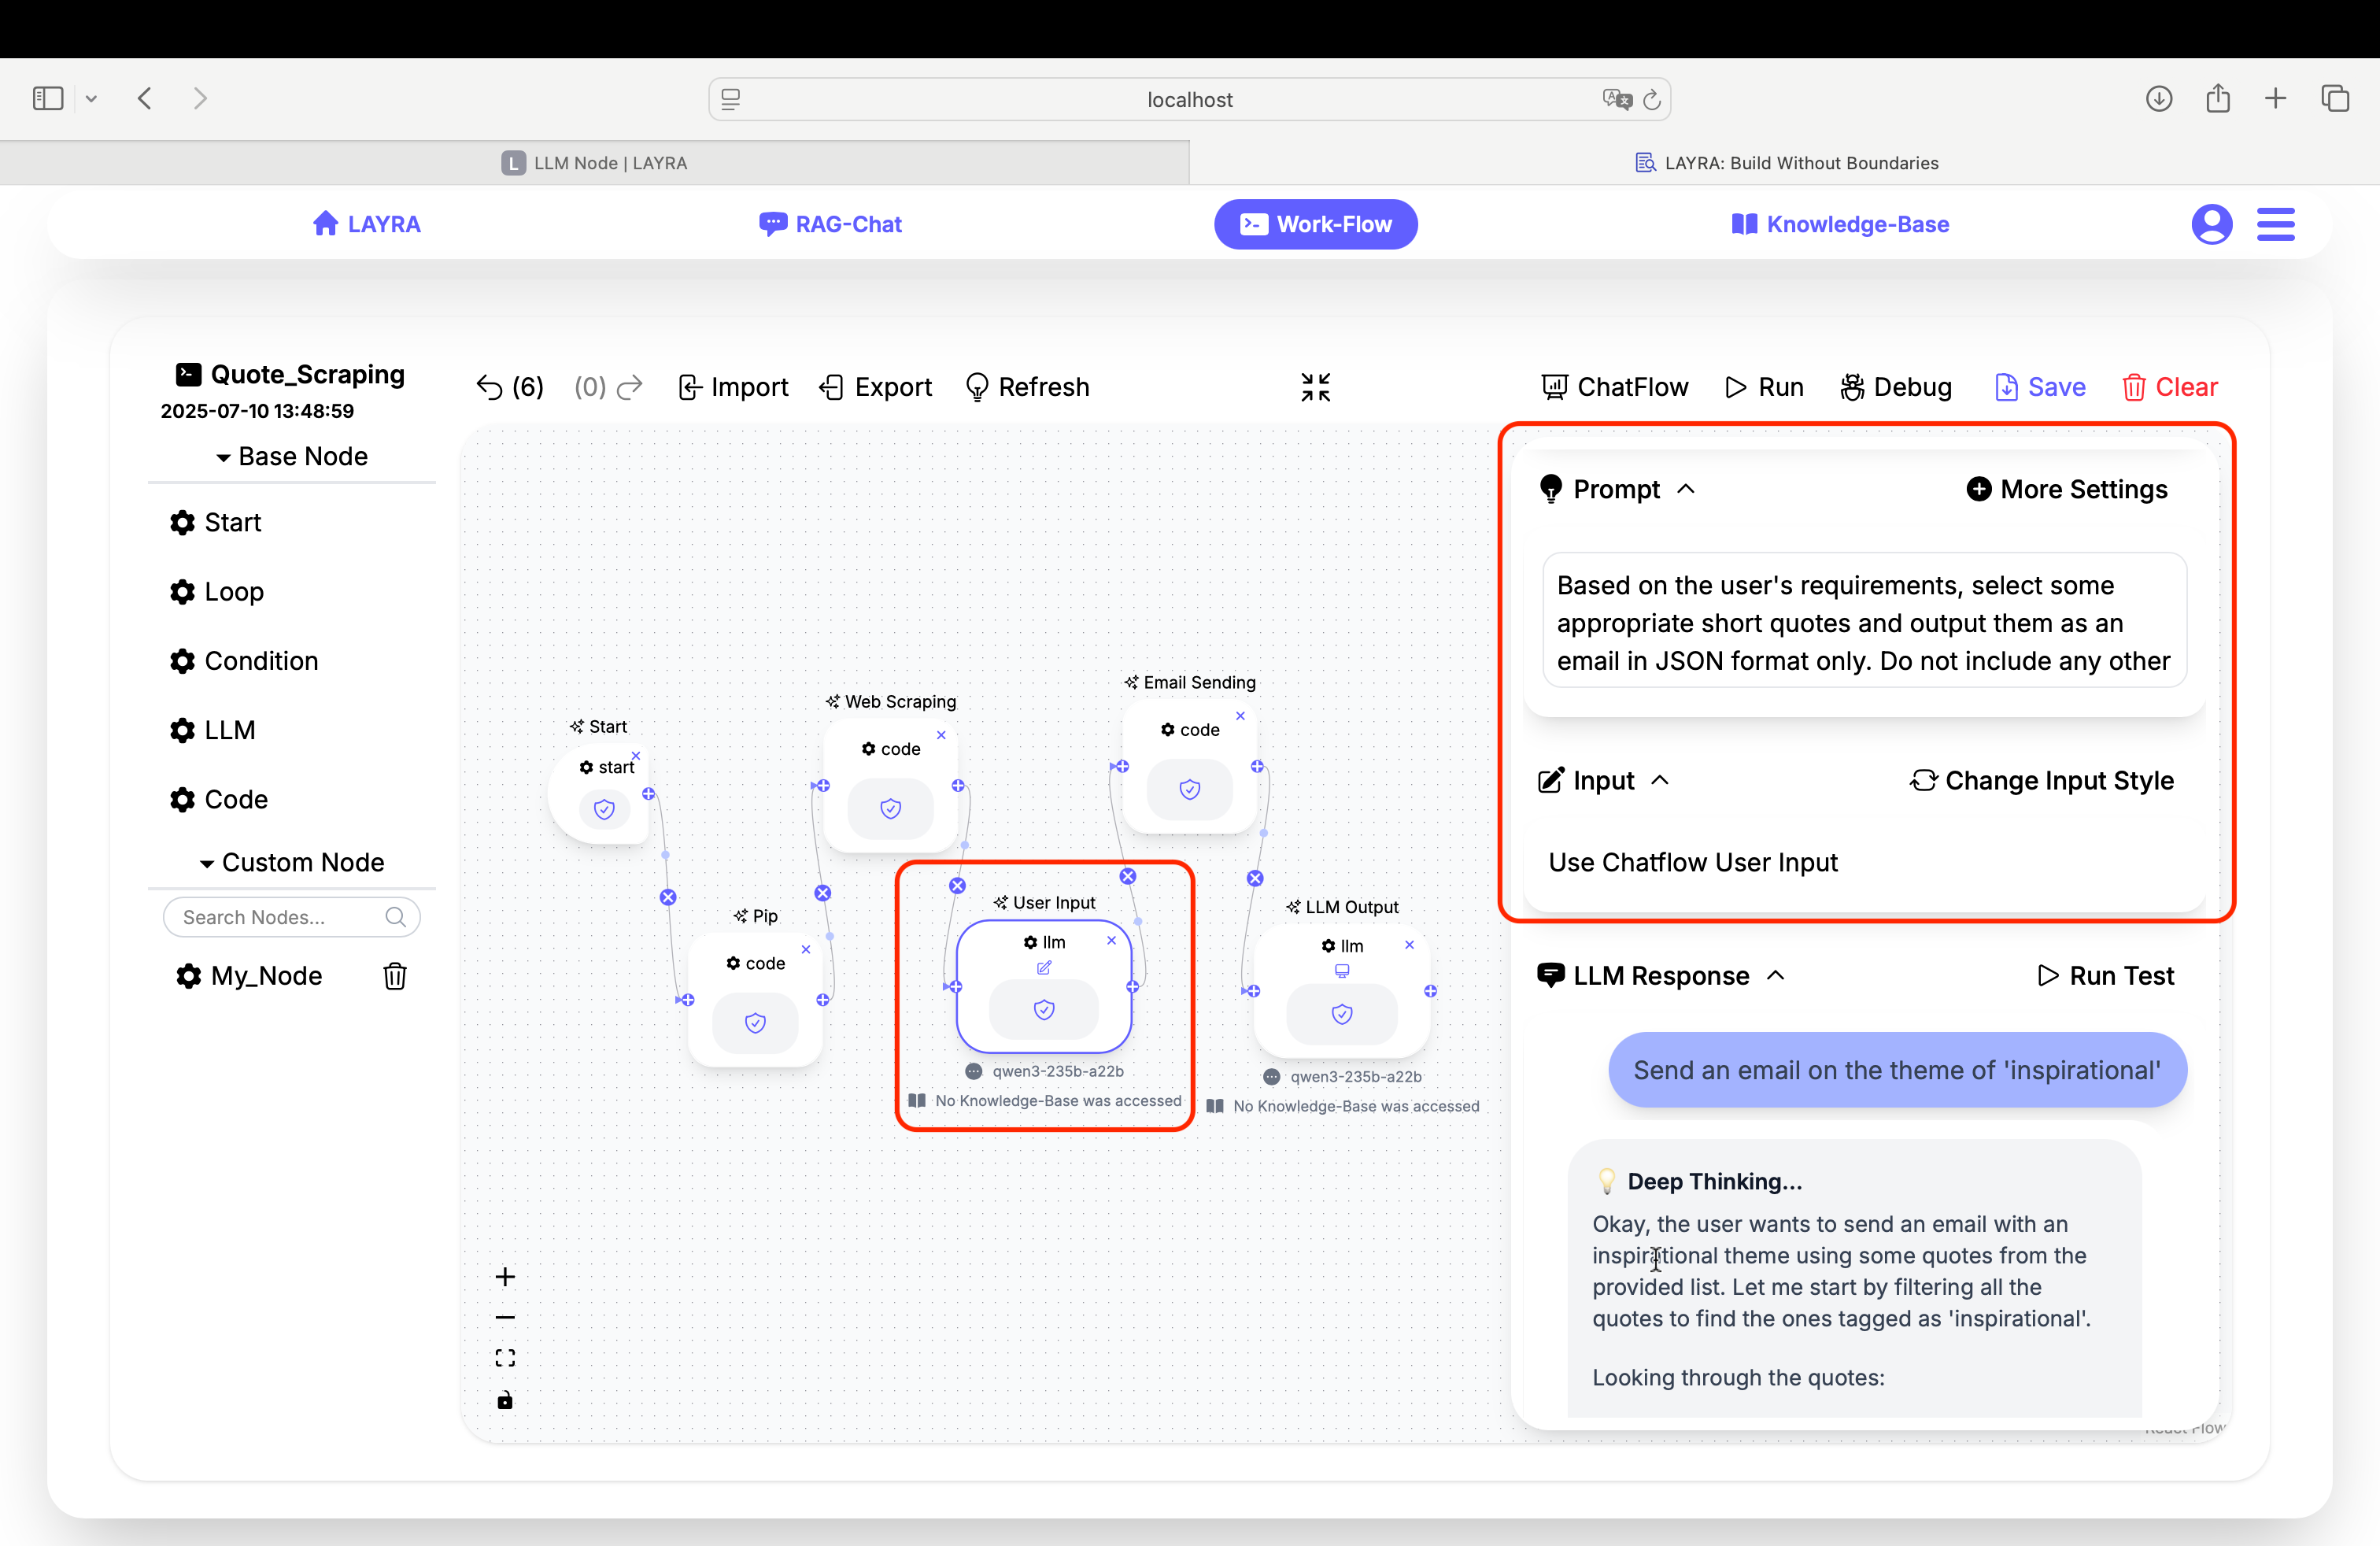 localhost
L LLM Node | LAYRA
LAYRA: Build Without Boundaries
LAYRA
RAG-Chat
Work-Flow
Knowledge-Base
Quote_Scraping
2025-07-10 13:48:59
(6)
(0)
Import
Export
Refresh
ChatFlow
Run
Debug
Save
Clear
Base Node
Start
Loop
Condition
LLM
Code
Custom Node
Search Nodes...
My_Node
Start
start
Pip
code
Web Scraping
code
User Input
llm
qwen3-235b-a22b
No Knowledge-Base was accessed
Email Sending
code
LLM Output
llm
qwen3-235b-a22b
No Knowledge-Base was accessed
Prompt
More Settings
Based on the user's requirements, select some
appropriate short quotes and output them as an
email in JSON format only. Do not include any other
Input
Change Input Style
Use Chatflow User Input
LLM Response
Run Test
Send an email on the theme of 'inspirational'
Deep Thinking...
Okay, the user wants to send an email with an
inspirational theme using some quotes from the
provided list. Let me start by filtering all the
quotes to find the ones tagged as 'inspirational'.
Looking through the quotes:
React Flow